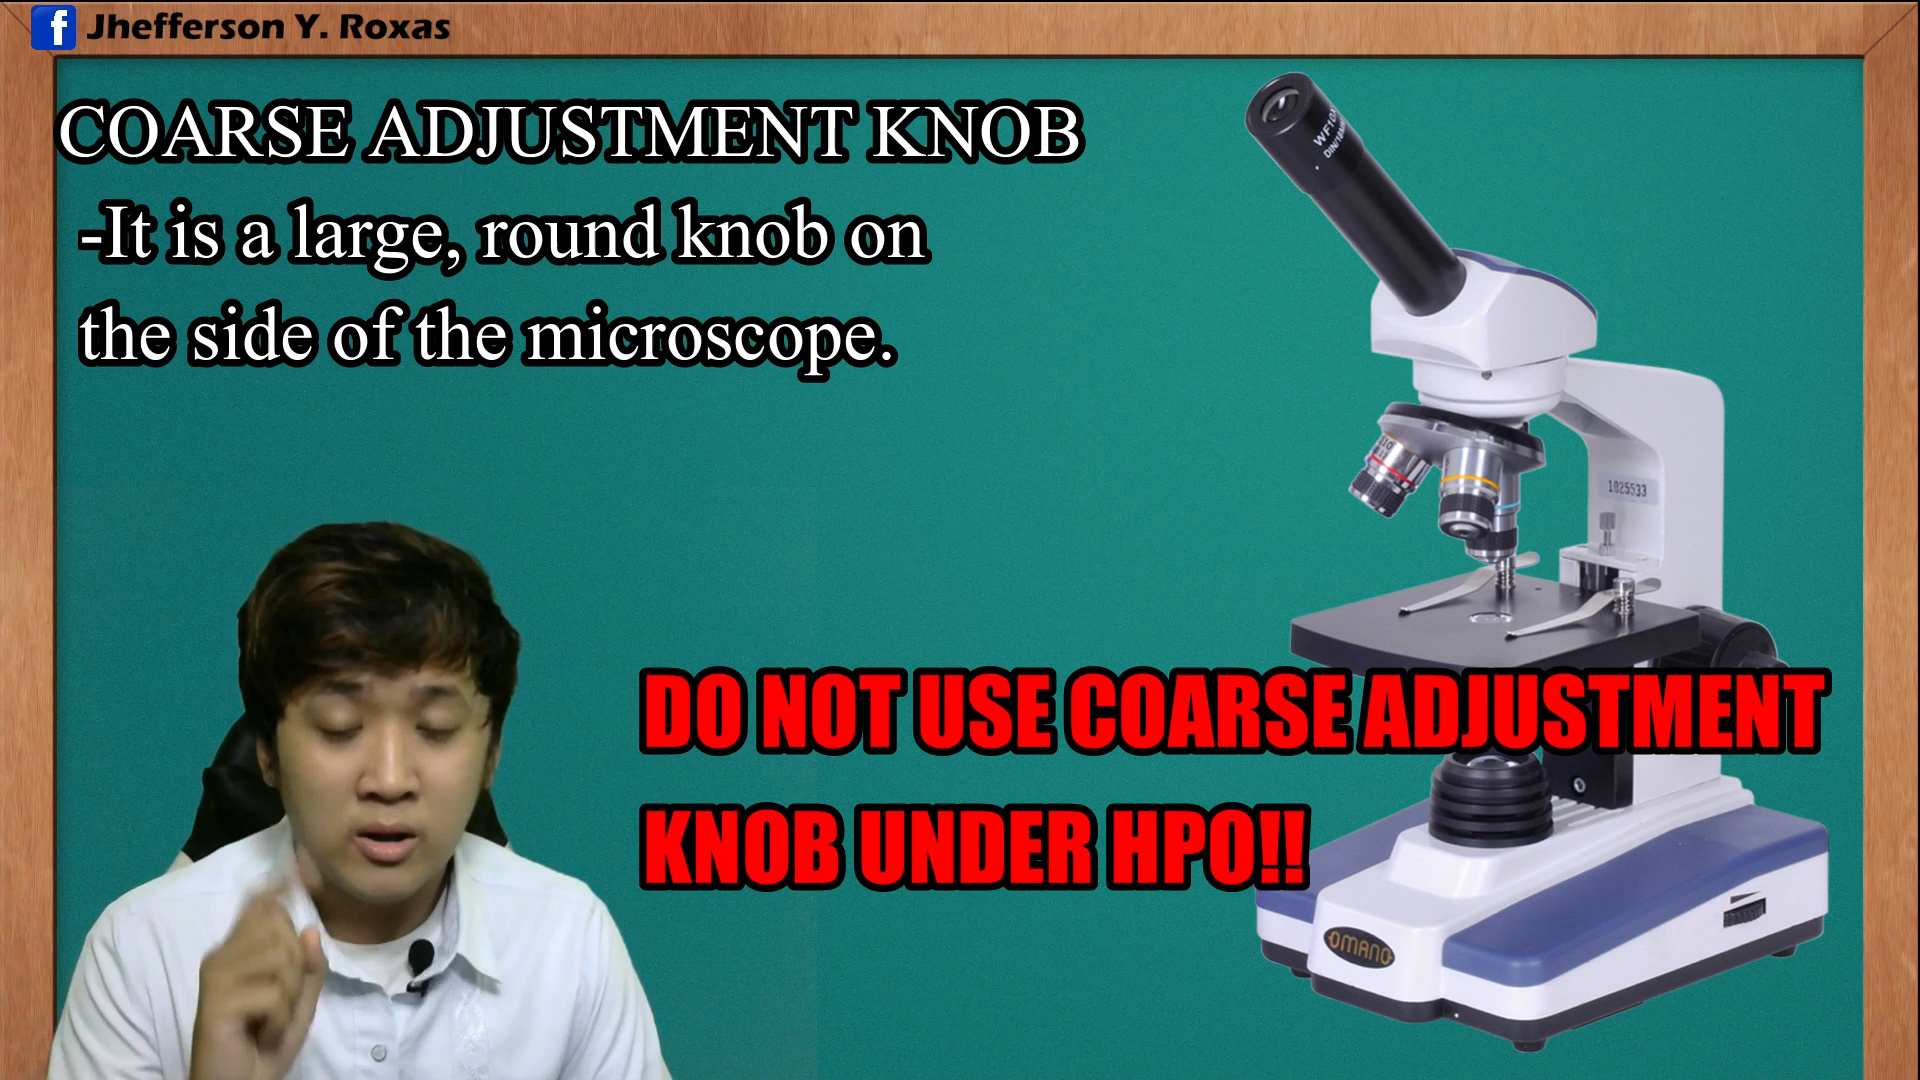 f Jhefferson Y. Roxas
COARSE ADJUSTMENT KNOB
-It is a large, round knob on
the side of the microscope.
WF10X
1025533
DO NOT USE COARSE ADJUSTMENT
KNOB UNDER HPO!!
OMANO